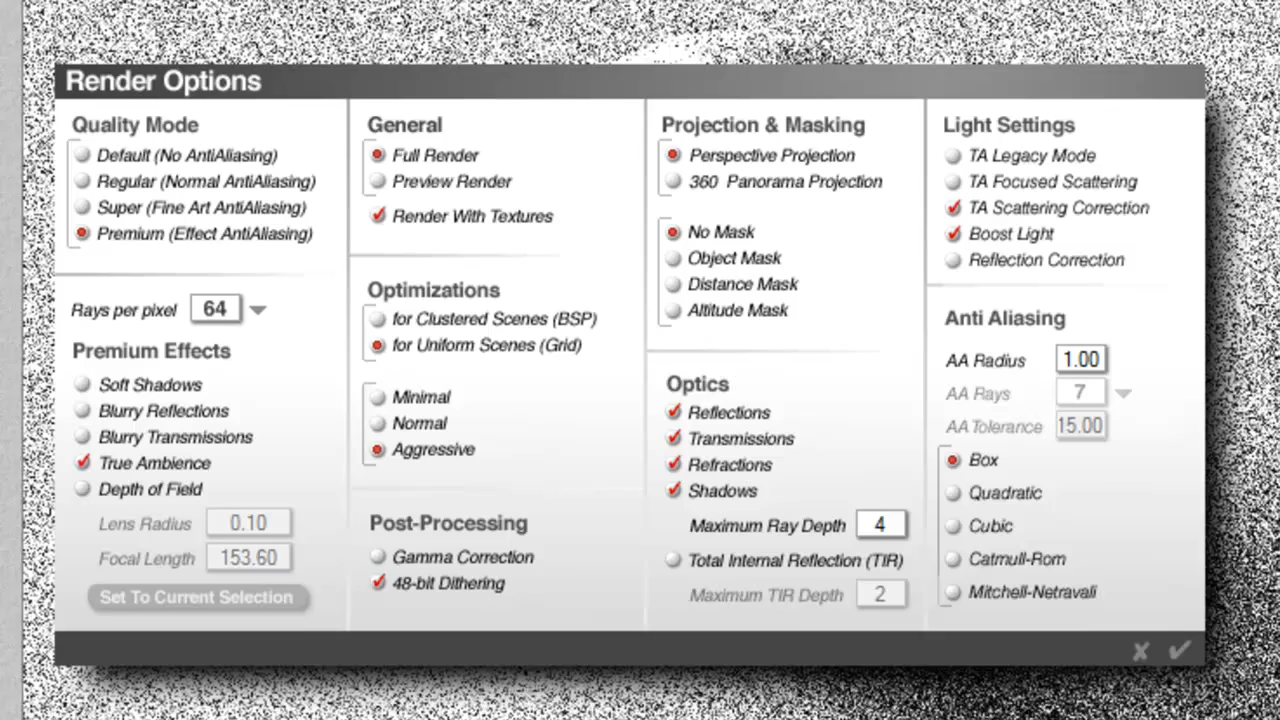 Render Options
Quality Mode
Default (No AntiAliasing)
Regular (Normal AntiAliasing)
Super (Fine Art AntiAliasing)
Premium (Effect AntiAliasing)
Rays per pixel 64
Premium Effects
Soft Shadows
Blurry Reflections
Blurry Transmissions
True Ambience
Depth of Field
Lens Radius 0.10
Focal Length 153.60
Set To Current Selection
General
Full Render
Preview Render
Render With Textures
Optimizations
for Clustered Scenes (BSP)
for Uniform Scenes (Grid)
Minimal
Normal
Aggressive
Post-Processing
Gamma Correction
48-bit Dithering
Projection & Masking
Perspective Projection
360 Panorama Projection
No Mask
Object Mask
Distance Mask
Altitude Mask
Optics
Reflections
Transmissions
Refractions
Shadows
Maximum Ray Depth 4
Total Internal Reflection (TIR)
Maximum TIR Depth 2
Light Settings
TA Legacy Mode
TA Focused Scattering
TA Scattering Correction
Boost Light
Reflection Correction
Anti Aliasing
AA Radius 1.00
AA Rays 7
AA Tolerance 15.00
Box
Quadratic
Cubic
Catmull-Rom
Mitchell-Netravali